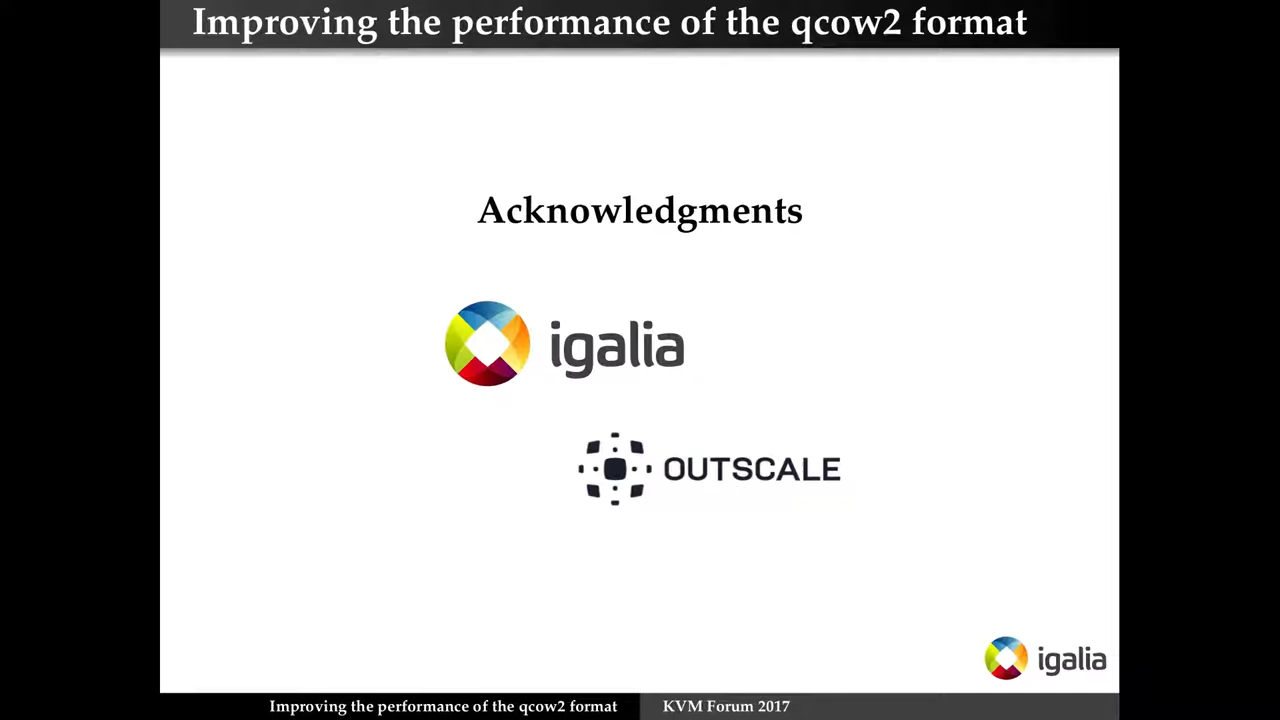 Improving the performance of the qcow2 format
Acknowledgments
igalia
OUTSCALE
igalia
Improving the performance of the qcow2 format
KVM Forum 2017